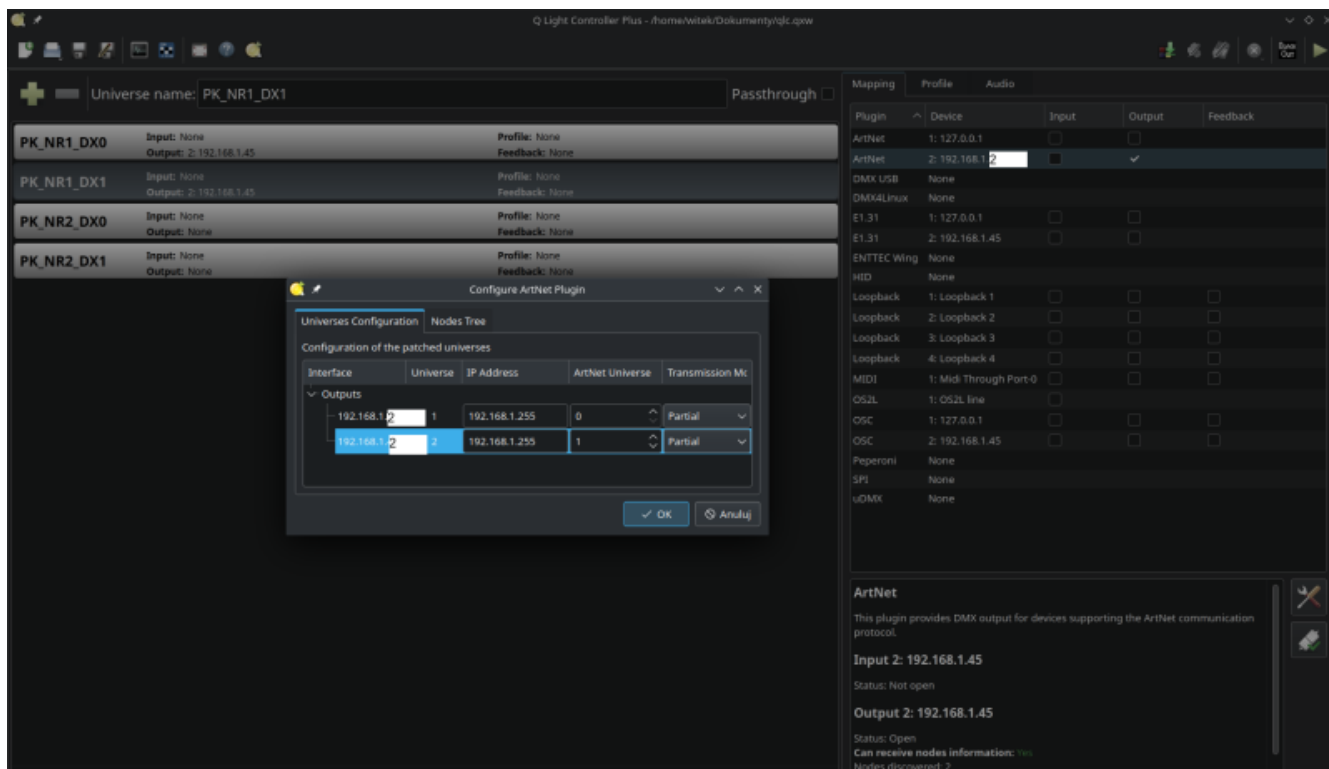 Q Light Controller Plus - /home/witek/Dokumenty/qlc.qxw
Universe name: PK_NR1_DX1 Passthrough
PK_NR1_DX0 Input: None Profile: None
Output: 2: 192.168.1.45 Feedback: None
PK_NR1_DX1 Input: None Profile: None
Output: 2: 192.168.1.45 Feedback: None
PK_NR2_DX0 Input: None Profile: None
Output: None Feedback: None
PK_NR2_DX1 Input: None Profile: None
Output: None Feedback: None
Configure ArtNet Plugin
Universes Configuration Nodes Tree
Configuration of the patched universes
Interface Universe IP Address ArtNet Universe Transmission Mc
Outputs
192.168.1.2 1 192.168.1.255 0 Partial
192.168.1.2 2 192.168.1.255 1 Partial
OK Anuluj
Mapping Profile Audio
Plugin Device Input Output Feedback
ArtNet 1: 127.0.0.1
ArtNet 2: 192.168.1.2
DMX USB None
DMX4Linux None
E1.31 1: 127.0.0.1
E1.31 2: 192.168.1.45
ENTTEC Wing None
HID None
Loopback 1: Loopback 1
Loopback 2: Loopback 2
Loopback 3: Loopback 3
Loopback 4: Loopback 4
MIDI 1: Midi Through Port-0
OS2L 1: OS2L line
OSC 1: 127.0.0.1
OSC 2: 192.168.1.45
Peperoni None
SPI None
uDMX None
ArtNet
This plugin provides DMX output for devices supporting the ArtNet communication
protocol.
Input 2: 192.168.1.45
Status: Not open
Output 2: 192.168.1.45
Status: Open
Can receive nodes information: Yes
Nodes discovered: 2